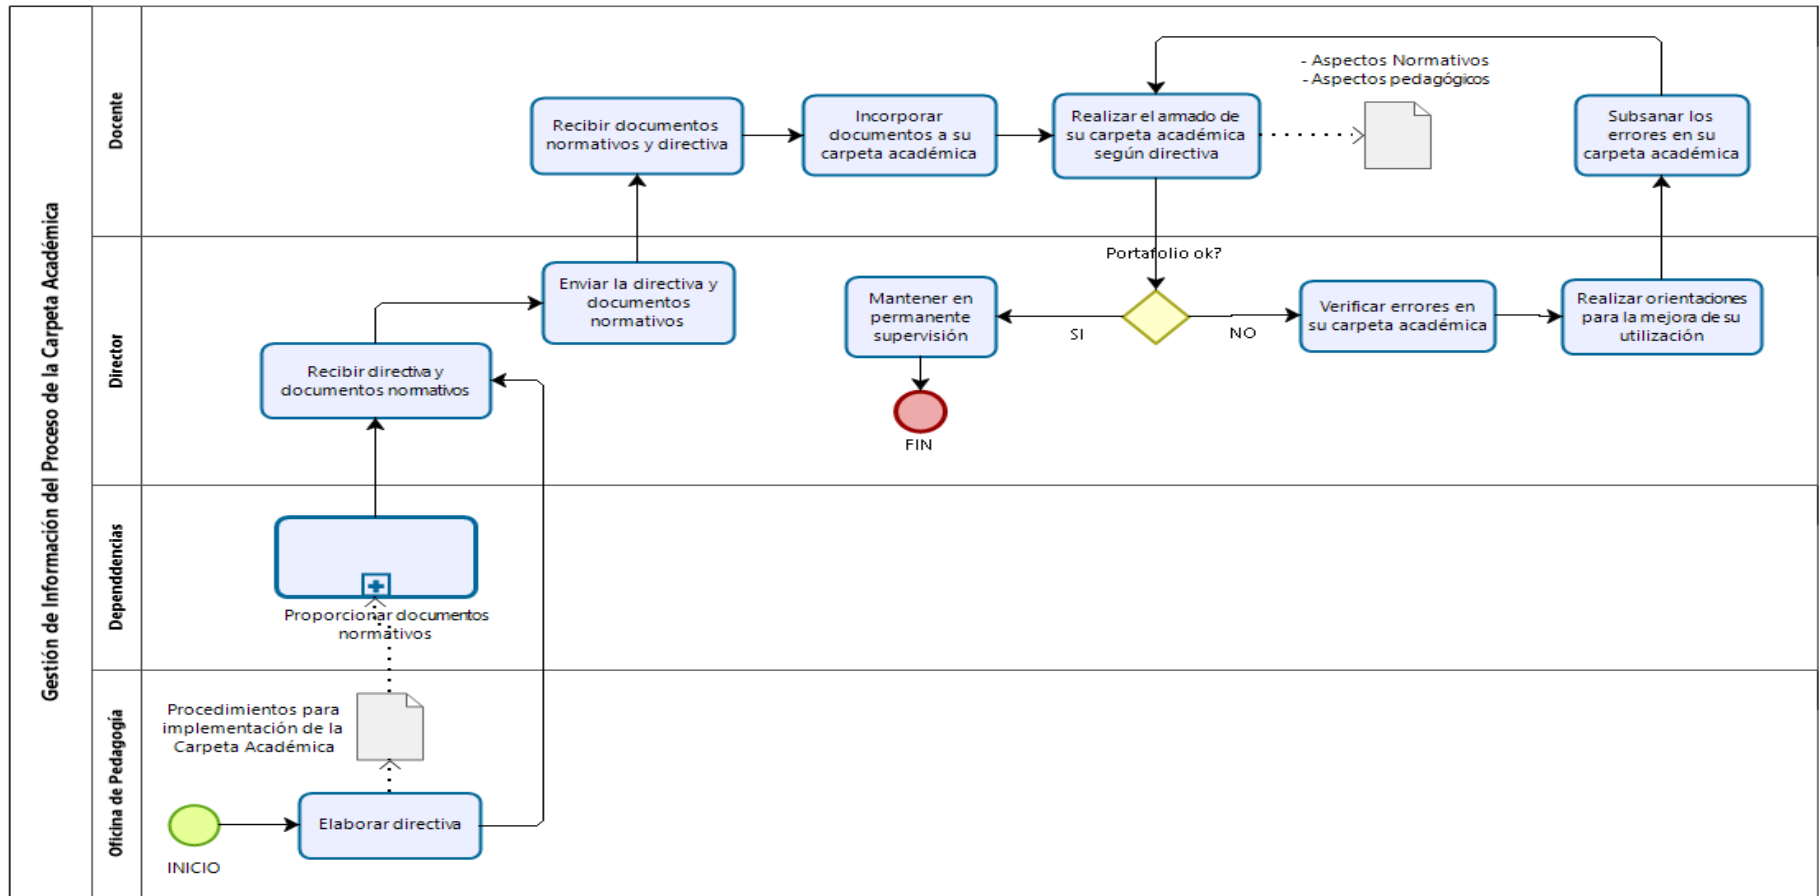 Gestión de Información del Proceso de la Carpeta Académica
Docente
Recibir documentos
normativos y directiva
Incorporar
documentos a su
carpeta académica
Realizar el armado de
su carpeta académica
según directiva
- Aspectos Normativos
- Aspectos pedagógicos
Subsanar los
errores en su
carpeta académica
Director
Recibir directiva y
documentos normativos
Enviar la directiva y
documentos
normativos
Mantener en
permanente
supervisión
FIN
Portafolio ok?
SI
NO
Verificar errores en
su carpeta académica
Realizar orientaciones
para la mejora de su
utilización
Dependdencias
Proporcionar documentos
normativos
Oficina de Pedagogía
Procedimientos para
implementación de la
Carpeta Académica
INICIO
Elaborar directiva